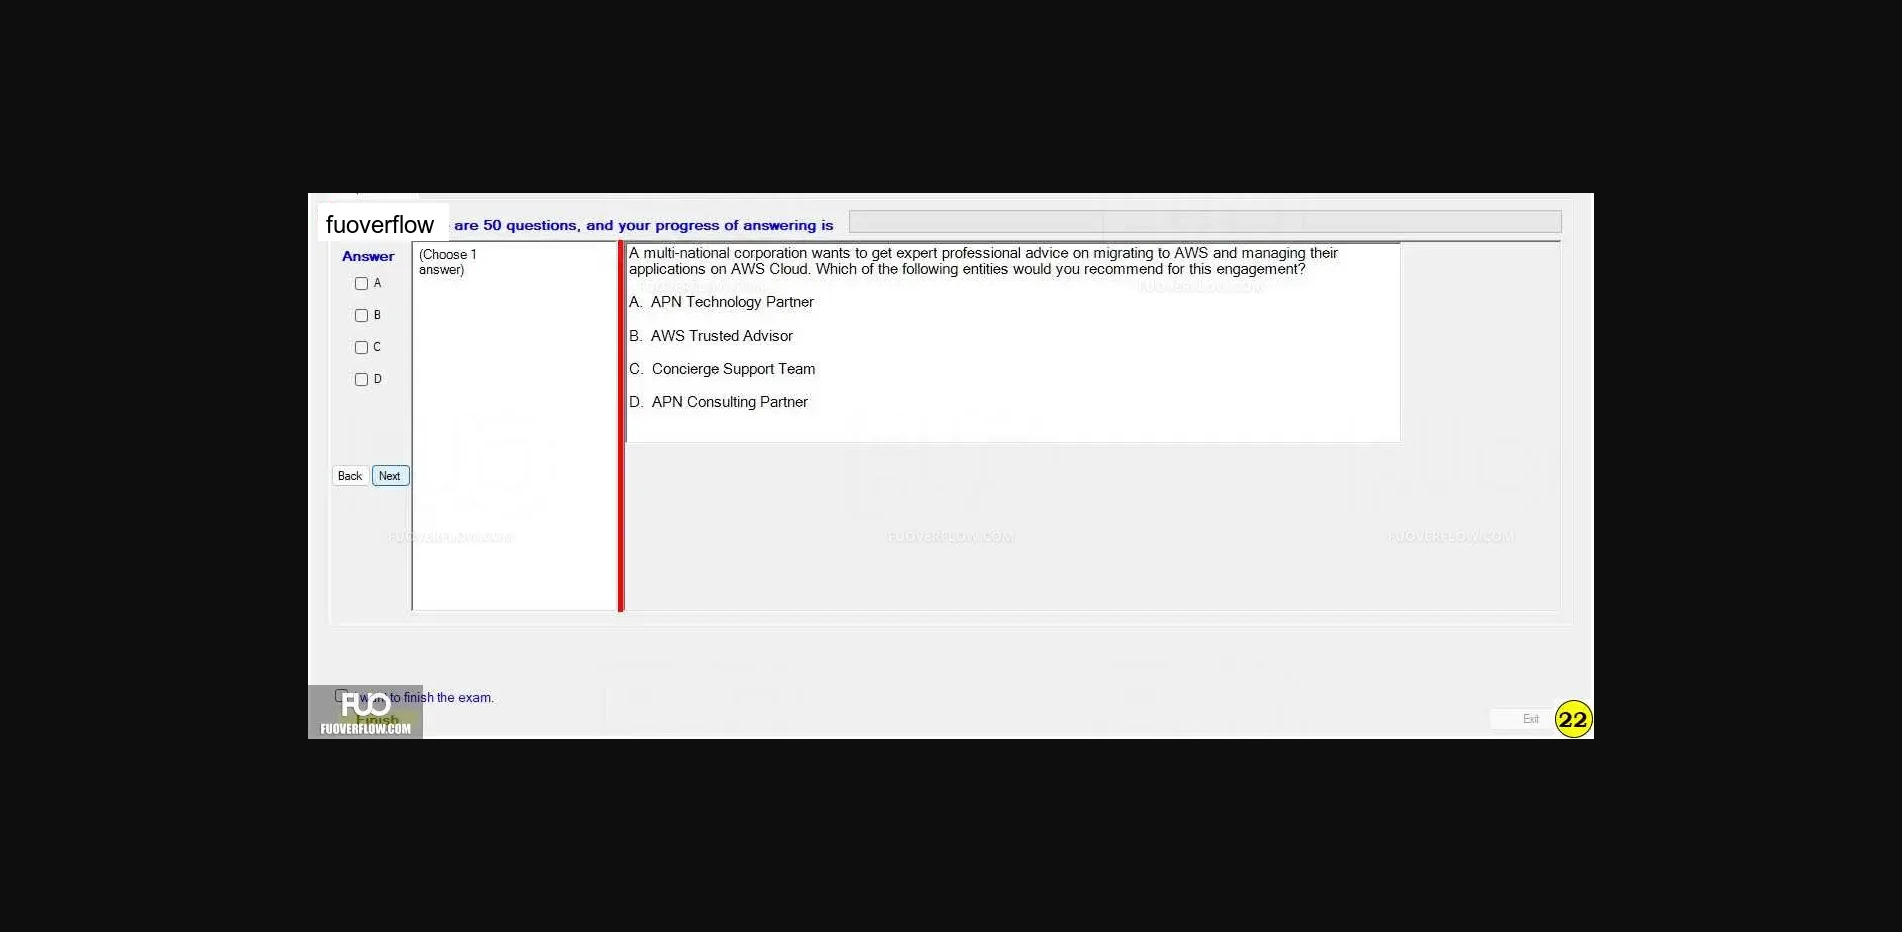 fuoverflow are 50 questions, and your progress of answering is
Answer
A
B
C
D
Back Next
(Choose 1
answer)
A multi-national corporation wants to get expert professional advice on migrating to AWS and managing their
applications on AWS Cloud. Which of the following entities would you recommend for this engagement?
A. APN Technology Partner
B. AWS Trusted Advisor
C. Concierge Support Team
D. APN Consulting Partner
FUOVERFLOW.COM
FUOVERFLOW.COM
FUOVERFLOW.COM
FUOVERFLOW.COM
FUOVERFLOW.COM
want to finish the exam.
FUO
Finish
FUOVERFLOW.COM
Exit
22